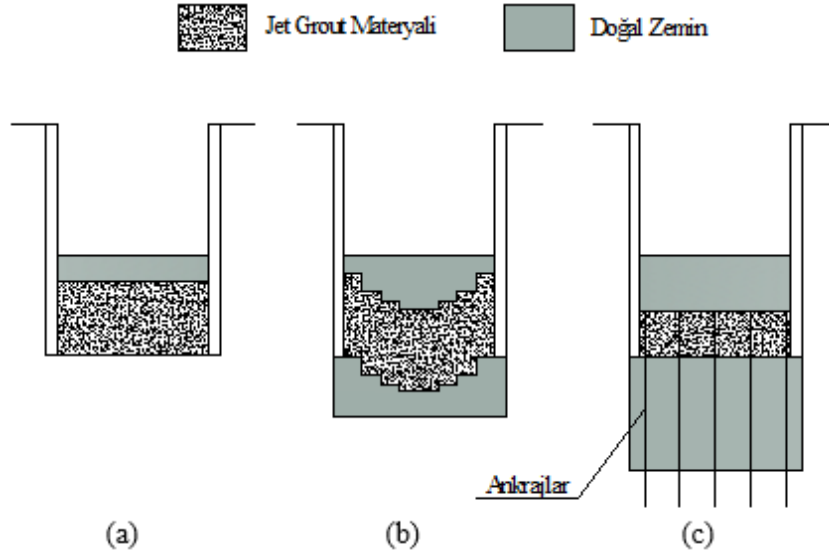 Jet Grout Materyali
Doğal Zemin
Ankrajlar
(a)
(b)
(c)